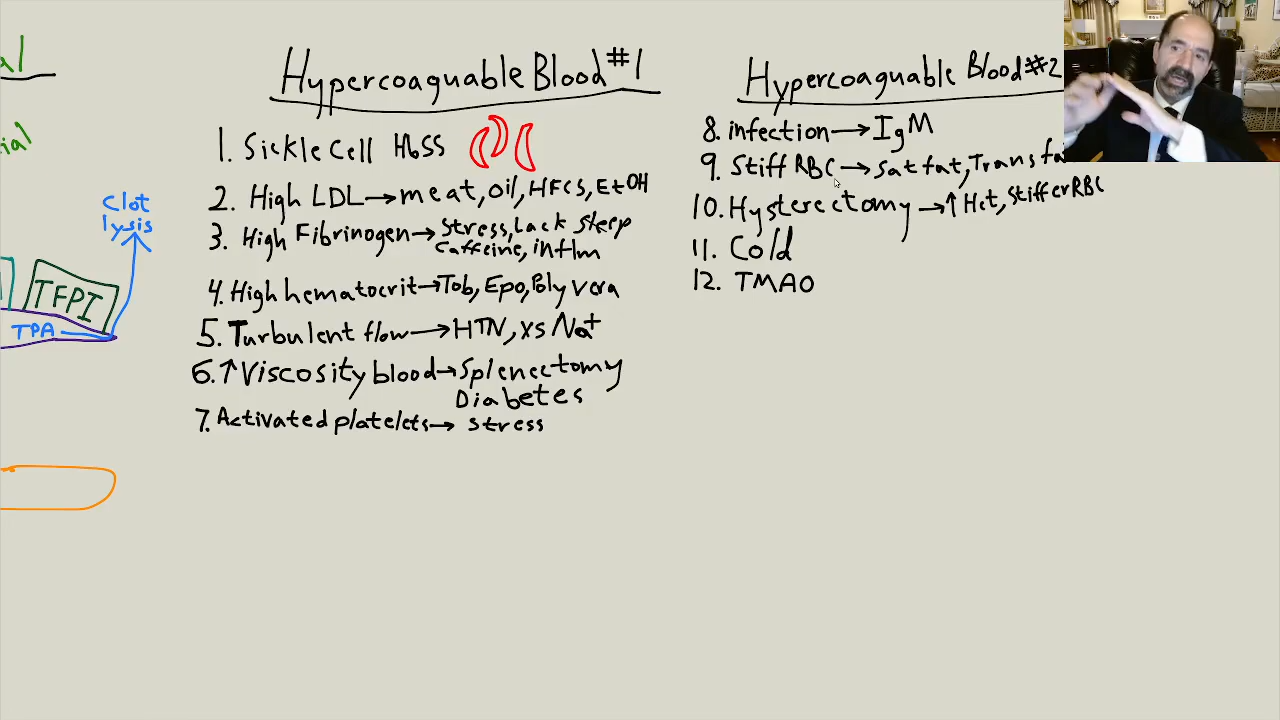 al
ial
Clot
lysis
TFPI
TPA
Hypercoaguable Blood #1
1. Sickle Cell HbSS
2. High LDL → meat, oil, HFCS, EtOH
3. High Fibrinogen → Stress, Lack sleep
caffeine, inflm
4. High hematocrit → Tob, Epo, Poly vera
5. Turbulent flow → HTN, xs Na+
6. ↑ Viscosity blood → Splenectomy
Diabetes
7. Activated platelets → stress
Hypercoaguable Blood #2
8. infection → IgM
9. Stiff RBC → Sat fat, Trans fa
10. Hysterectomy → ↑ Hct, Stiffer RBC
11. Cold
12. TMAO